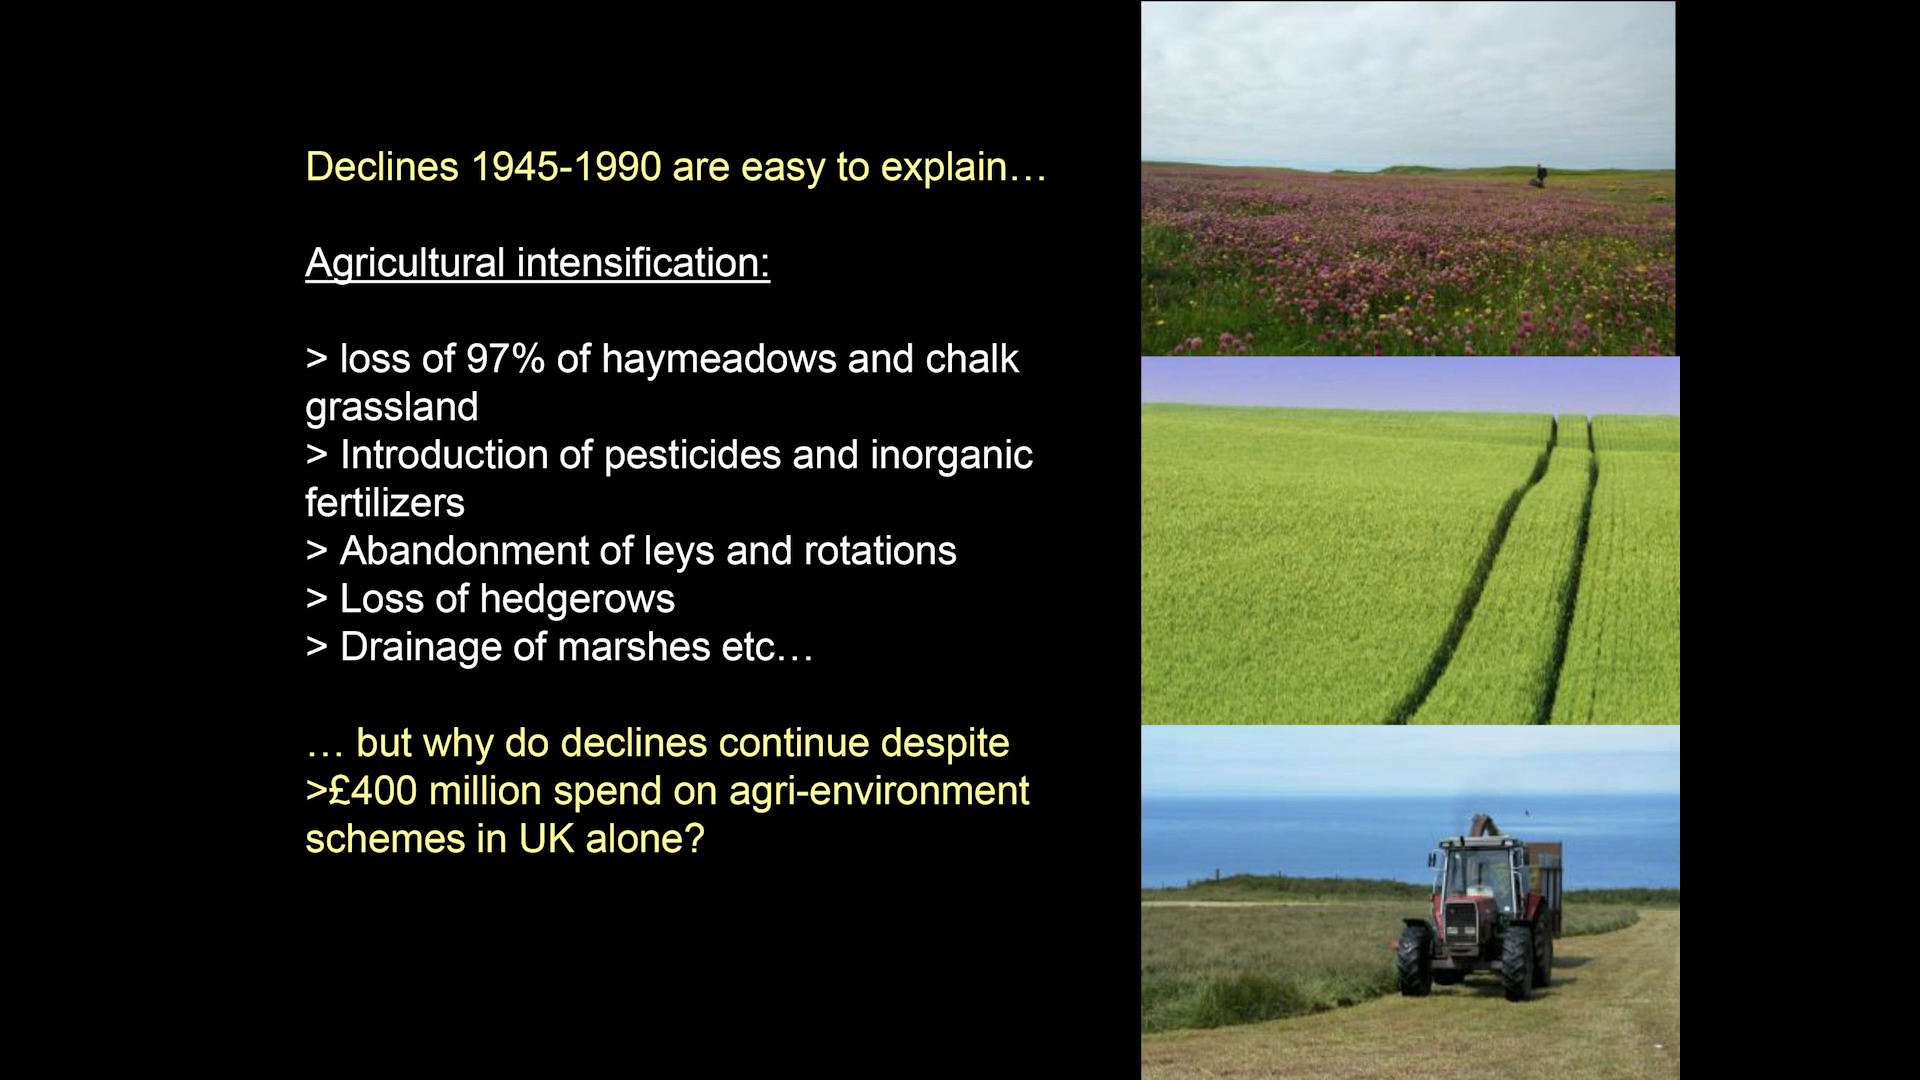 Declines 1945-1990 are easy to explain…
Agricultural intensification:
> loss of 97% of haymeadows and chalk
grassland
> Introduction of pesticides and inorganic
fertilizers
> Abandonment of leys and rotations
> Loss of hedgerows
> Drainage of marshes etc…
… but why do declines continue despite
>£400 million spend on agri-environment
schemes in UK alone?